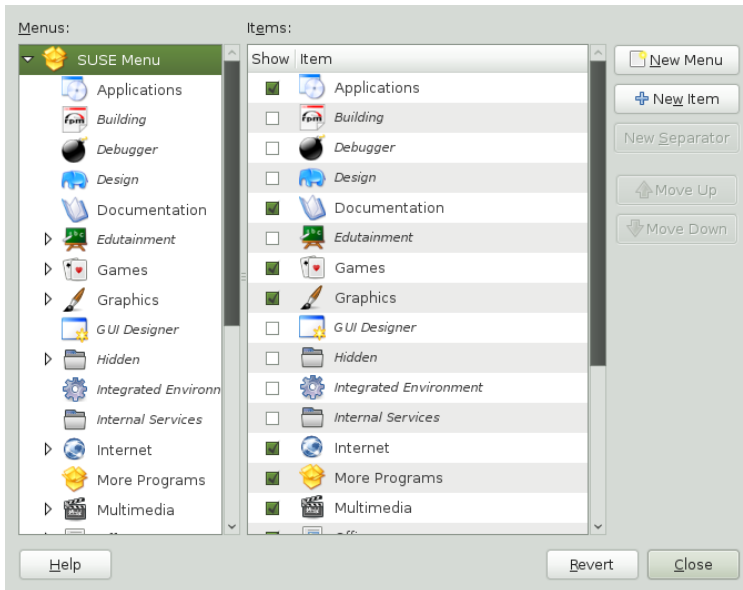 Menus:
SUSE Menu
Applications
Building
Debugger
Design
Documentation
Edutainment
Games
Graphics
GUI Designer
Hidden
Integrated Environn
Internal Services
Internet
More Programs
Multimedia
Items:
Show Item
Applications
Building
Debugger
Design
Documentation
Edutainment
Games
Graphics
GUI Designer
Hidden
Integrated Environment
Internal Services
Internet
More Programs
Multimedia
New Menu
New Item
New Separator
Move Up
Move Down
Help
Revert
Close